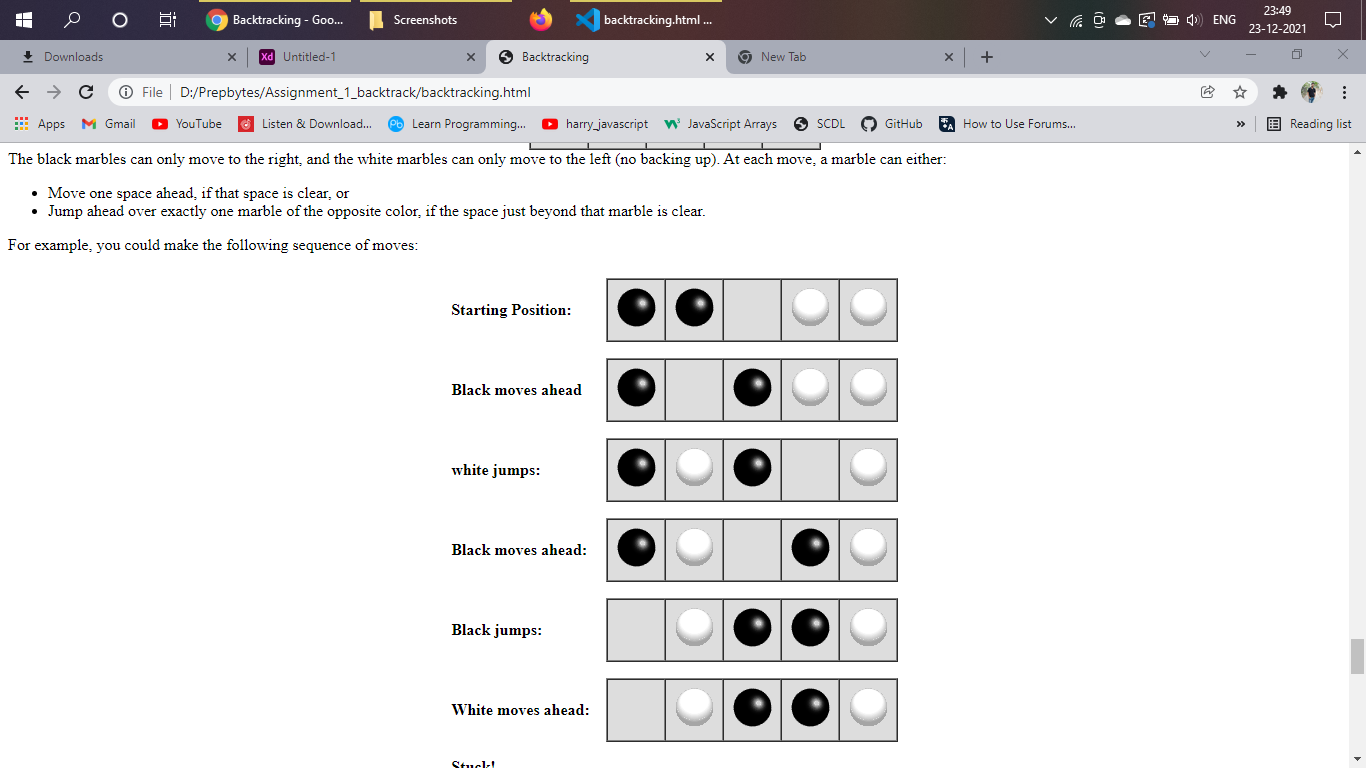 Backtracking - Goo...
Screenshots
backtracking.html ...
ENG
23:49
23-12-2021
Downloads
Xd Untitled-1
Backtracking
New Tab
File | D:/Prepbytes/Assignment_1_backtrack/backtracking.html
Apps
Gmail
YouTube
Listen & Download...
Pb Learn Programming...
harry_javascript
JavaScript Arrays
SCDL
GitHub
How to Use Forums...
»
Reading list
The black marbles can only move to the right, and the white marbles can only move to the left (no backing up). At each move, a marble can either:
• Move one space ahead, if that space is clear, or
• Jump ahead over exactly one marble of the opposite color, if the space just beyond that marble is clear.
For example, you could make the following sequence of moves:
Starting Position:
Black moves ahead
white jumps:
Black moves ahead:
Black jumps:
White moves ahead:
Stuck!